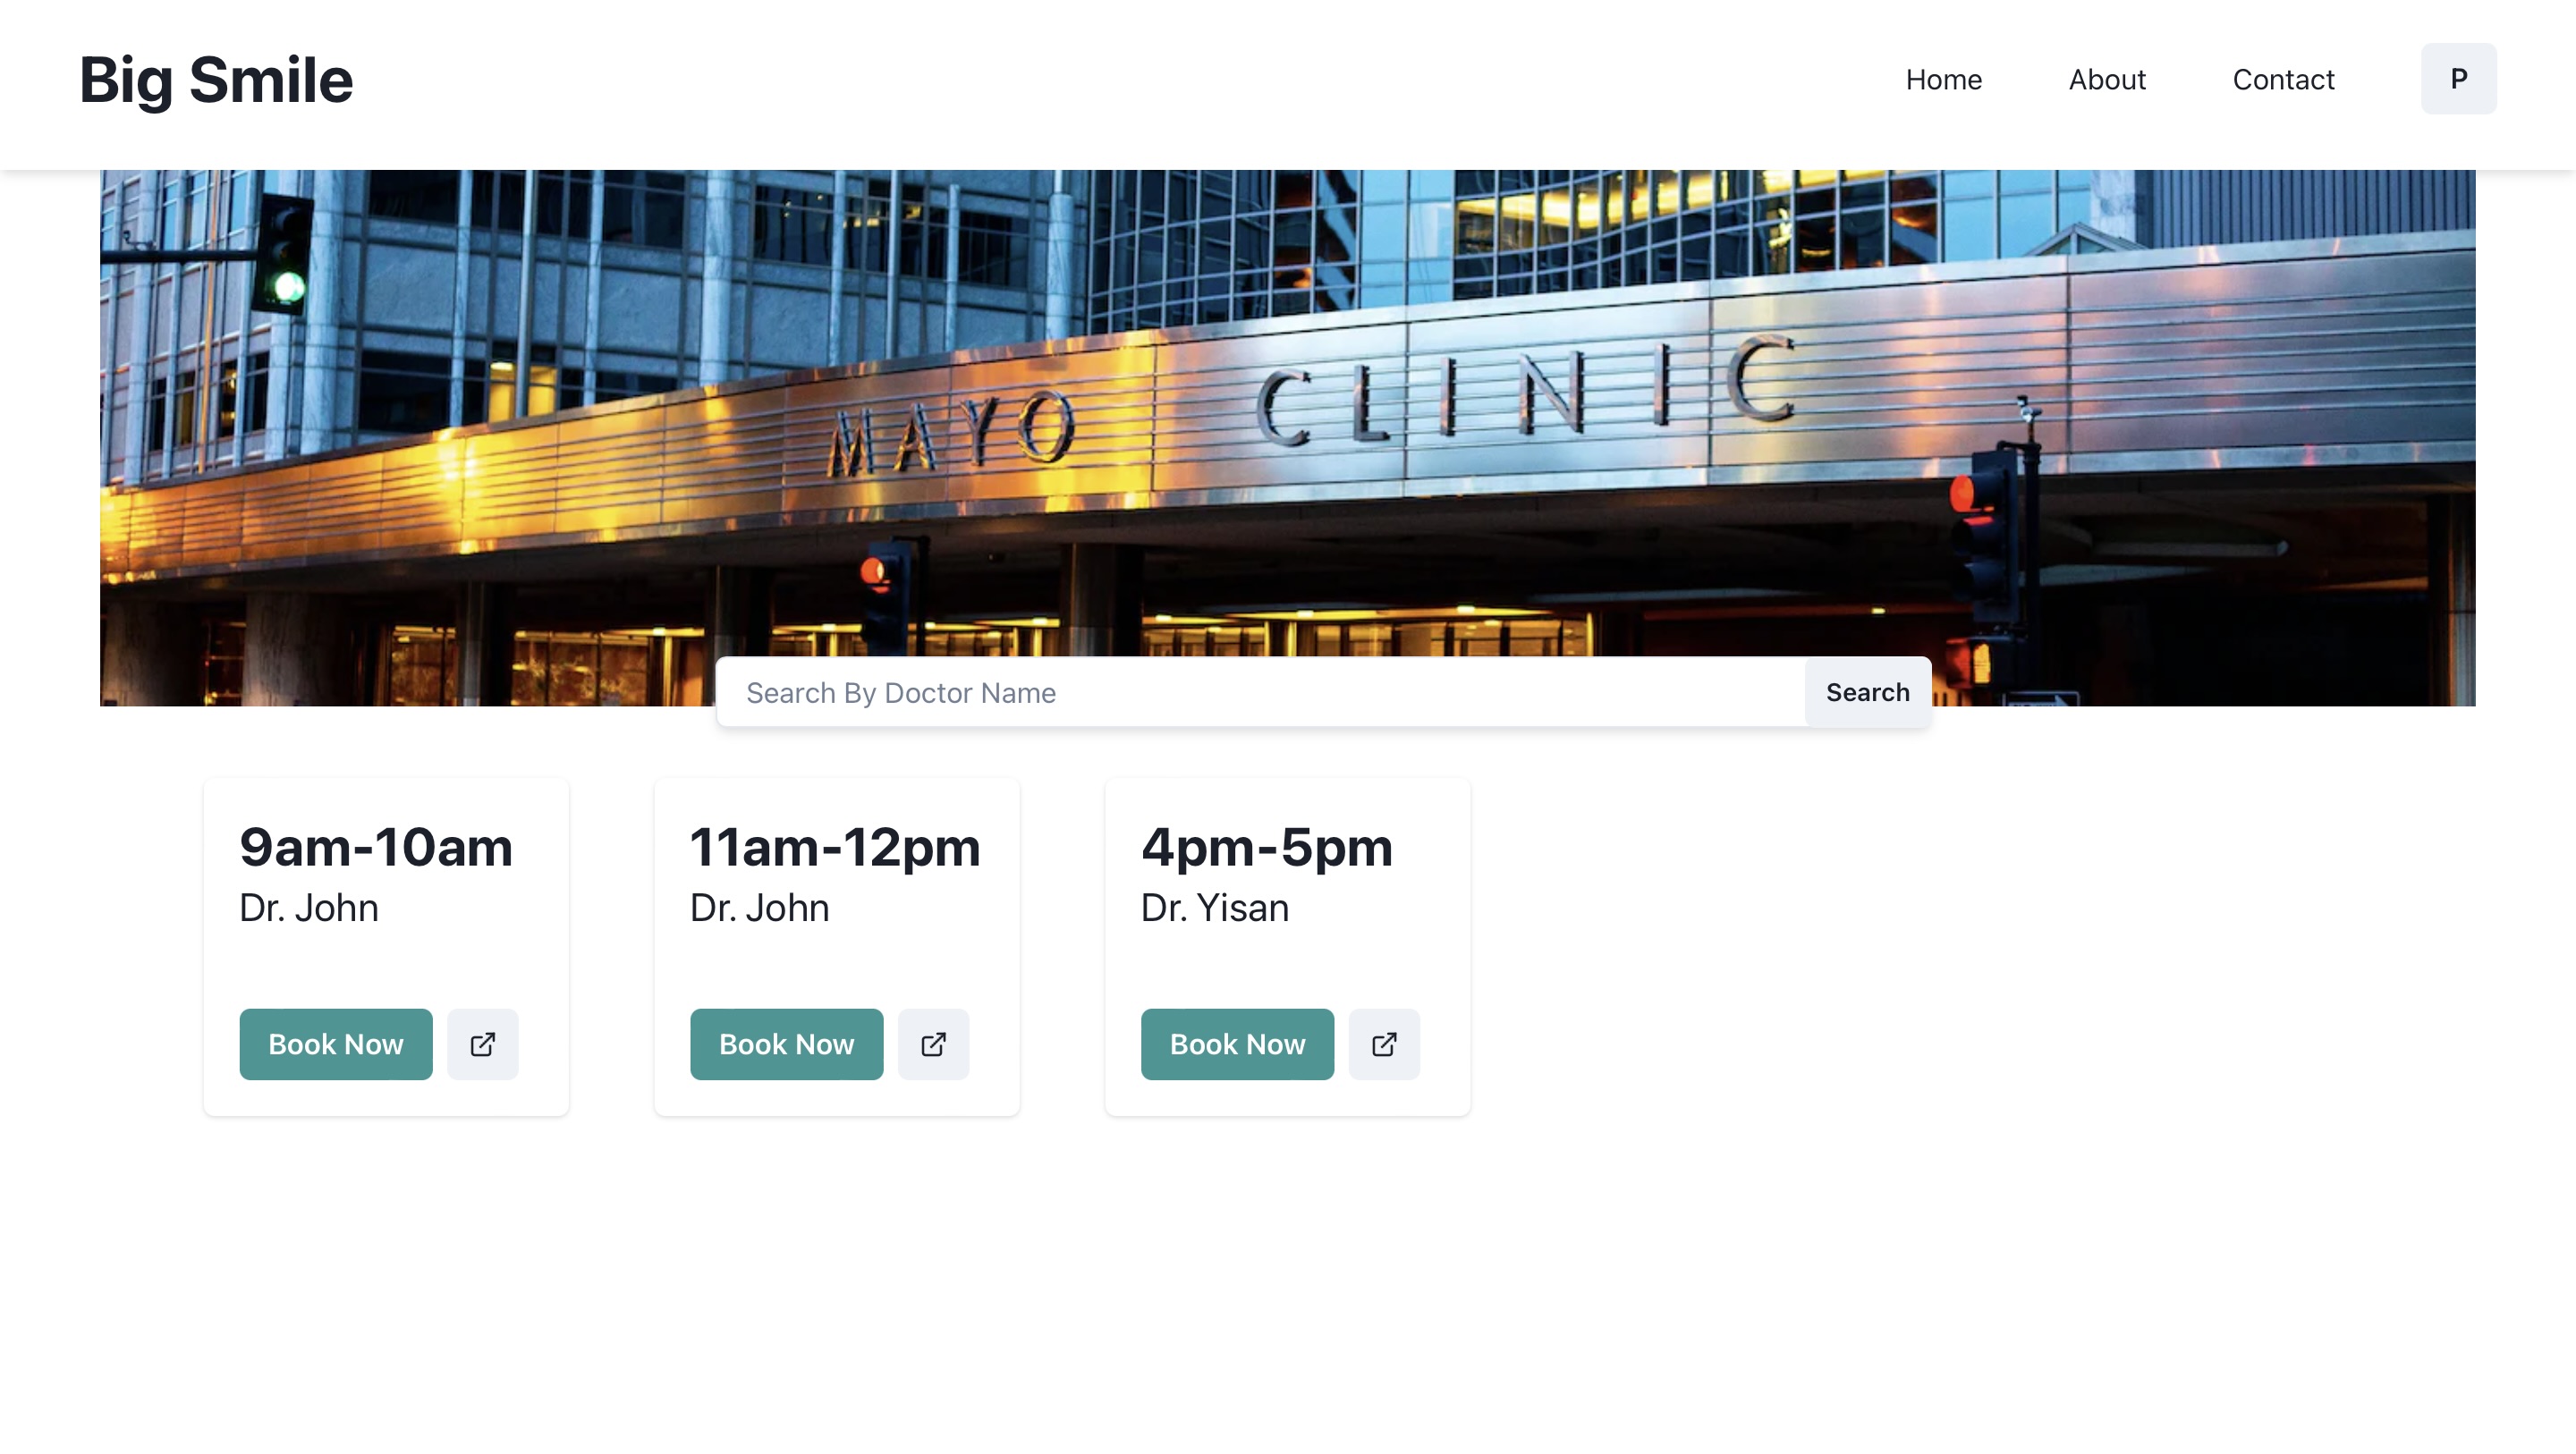 Big Smile
Home
About
Contact
P
MAYO CLINIC
Search By Doctor Name
Search
9am-10am
Dr. John
Book Now
11am-12pm
Dr. John
Book Now
4pm-5pm
Dr. Yisan
Book Now